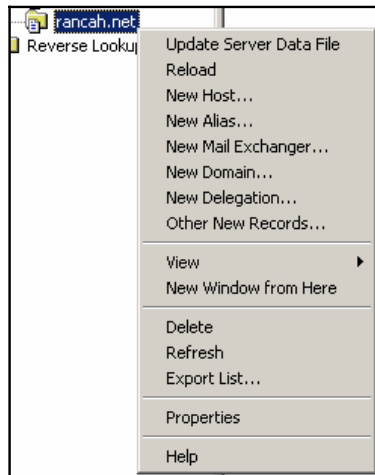 rancah.net
Reverse Looku
Update Server Data File
Reload
New Host...
New Alias...
New Mail Exchanger...
New Domain...
New Delegation...
Other New Records...
View
New Window from Here
Delete
Refresh
Export List...
Properties
Help